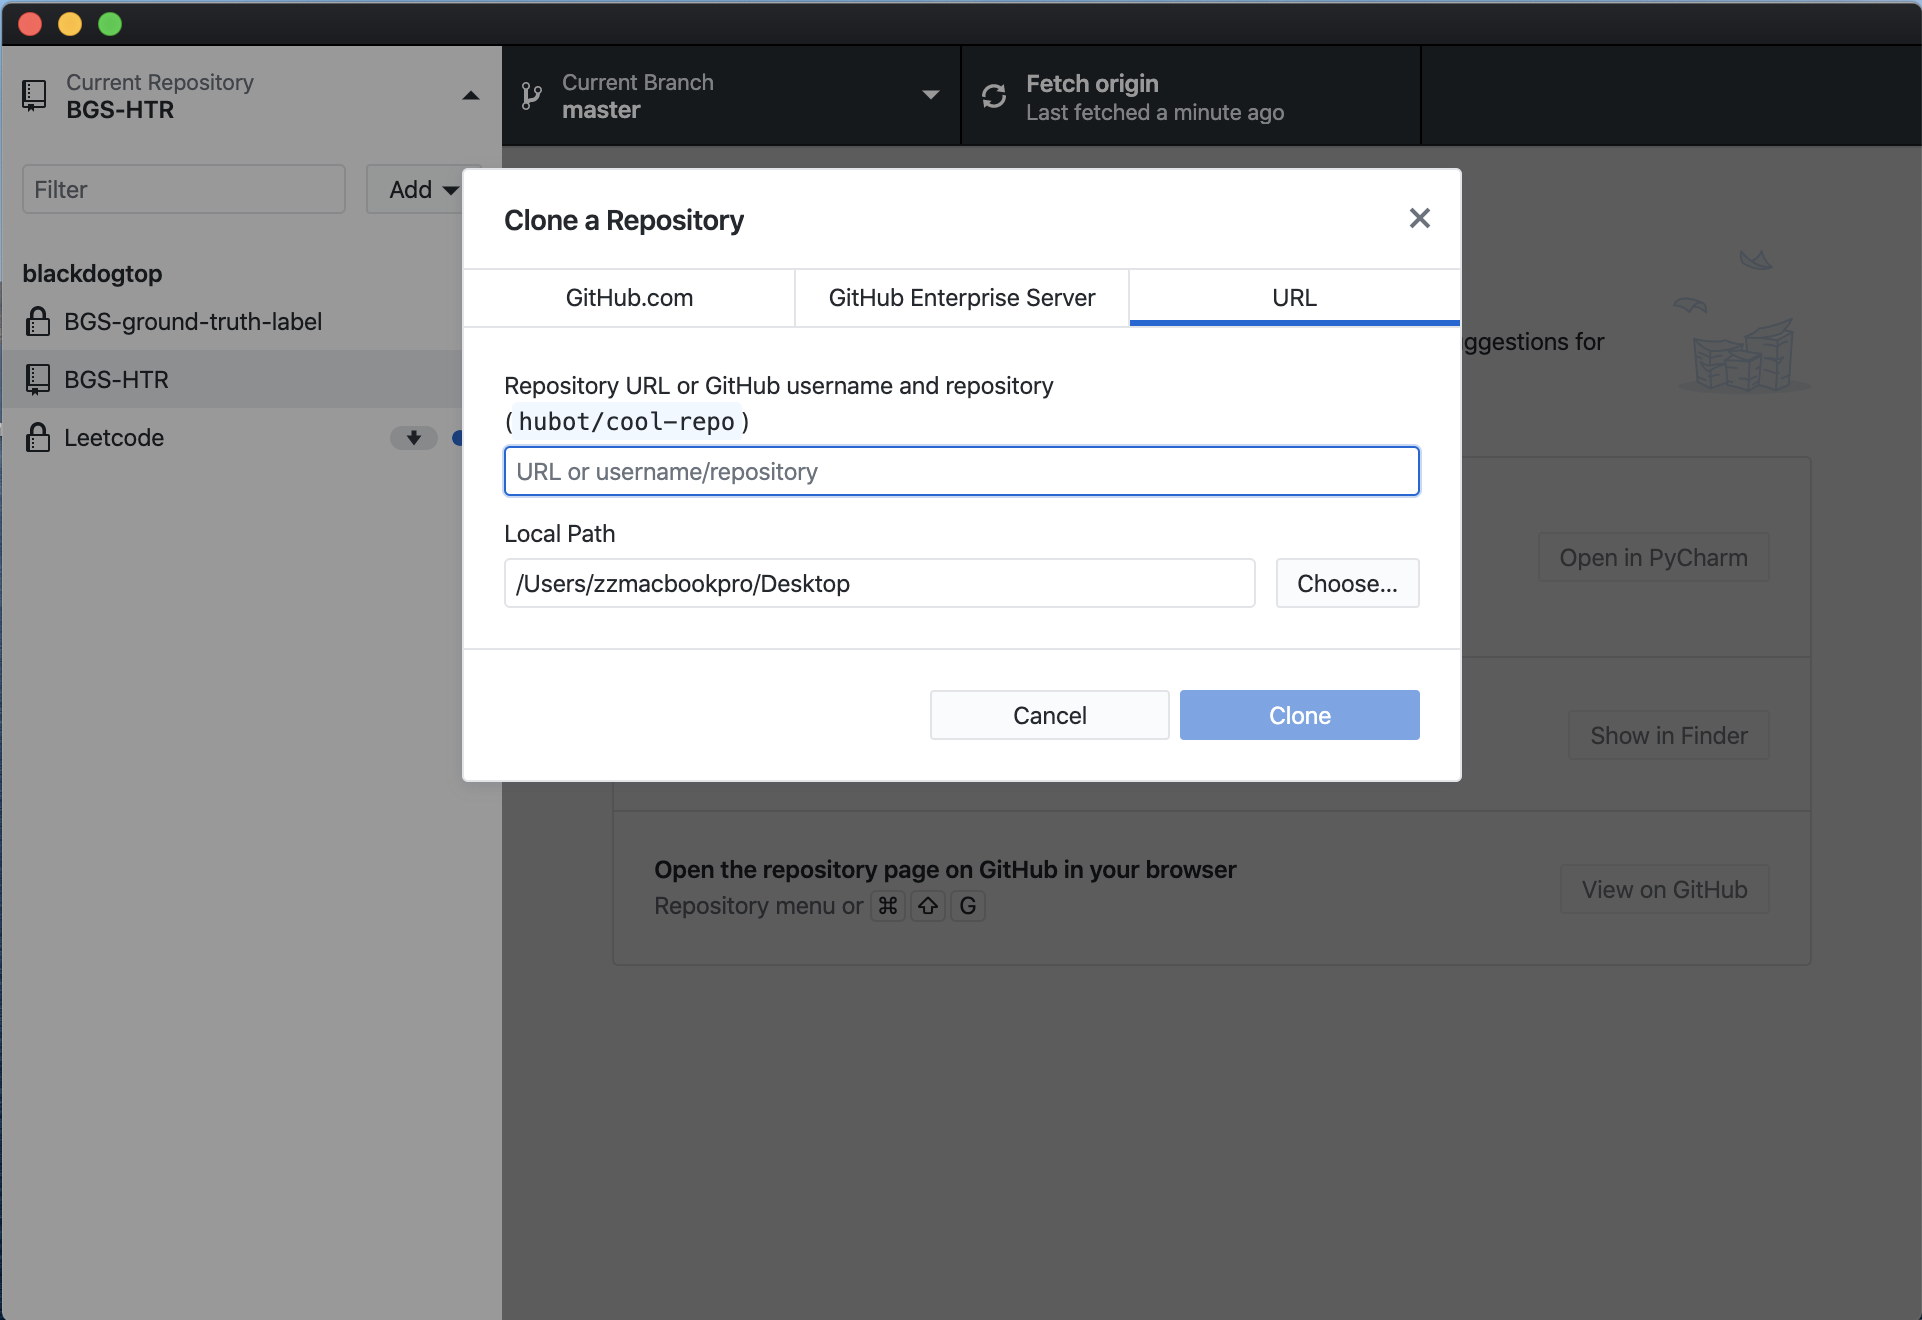 Current Repository
BGS-HTR
Current Branch
master
Fetch origin
Last fetched a minute ago
Filter
Add
blackdogtop
BGS-ground-truth-label
BGS-HTR
Leetcode
Clone a Repository
GitHub.com
GitHub Enterprise Server
URL
Repository URL or GitHub username and repository
(hubot/cool-repo)
URL or username/repository
Local Path
/Users/zzmacbookpro/Desktop
Choose...
Cancel
Clone
ggestions for
Open in PyCharm
Show in Finder
Open the repository page on GitHub in your browser
Repository menu or ⌘ ⇧ G
View on GitHub